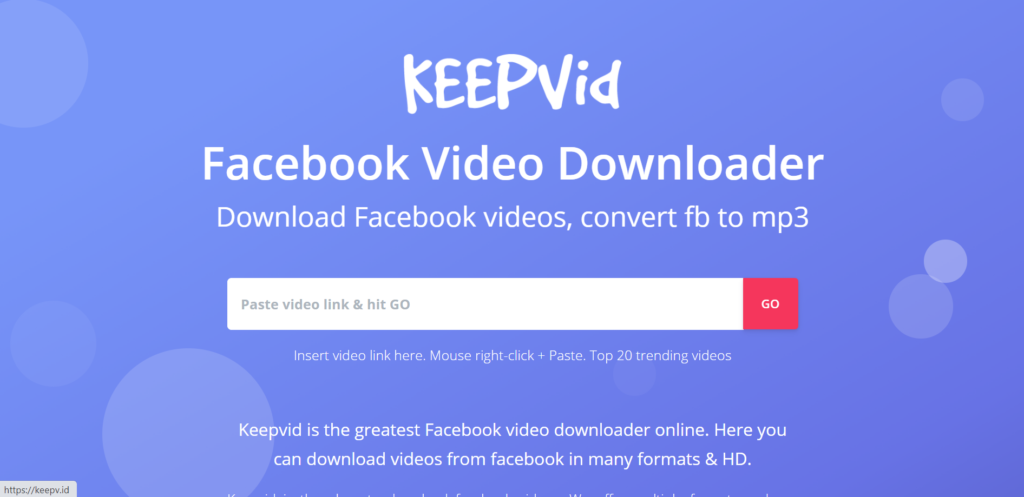 KEEPVid
Facebook Video Downloader
Download Facebook videos, convert fb to mp3
Paste video link & hit GO
GO
Insert video link here. Mouse right-click + Paste. Top 20 trending videos
Keepvid is the greatest Facebook video downloader online. Here you
can download videos from facebook in many formats & HD.
https://keepv.id